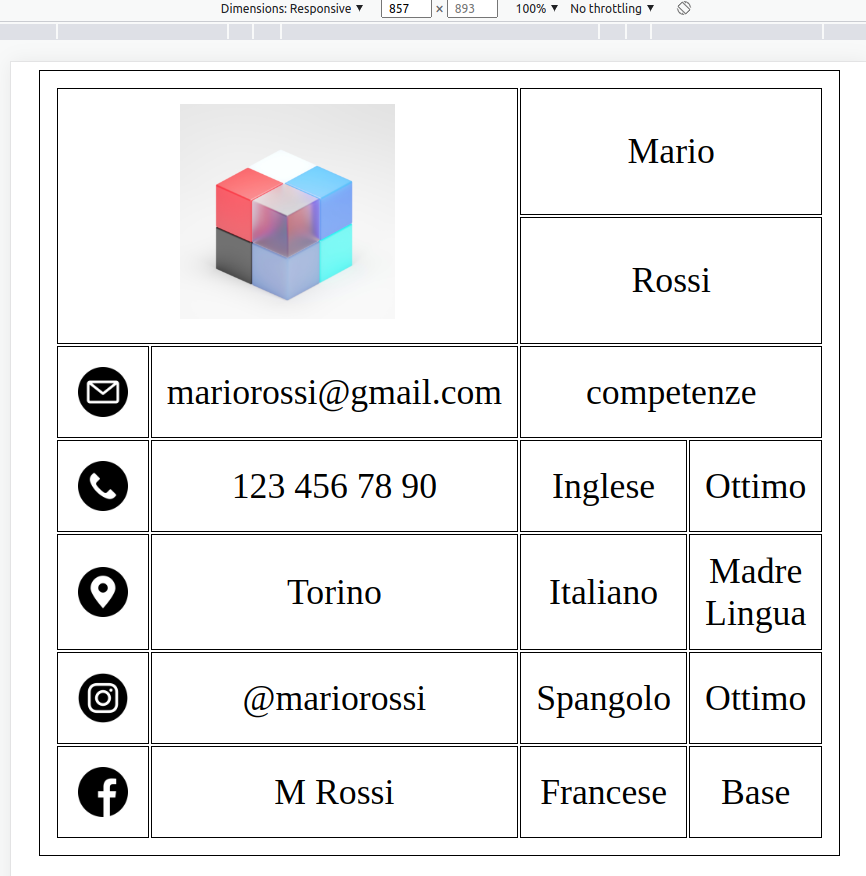 Dimensions: Responsive ▼ 857 × 893 100% ▼ No throttling ▼
Mario
Rossi
mariorossi@gmail.com competenze
123 456 78 90 Inglese Ottimo
Torino Italiano Madre
Lingua
@mariorossi Spangolo Ottimo
M Rossi Francese Base